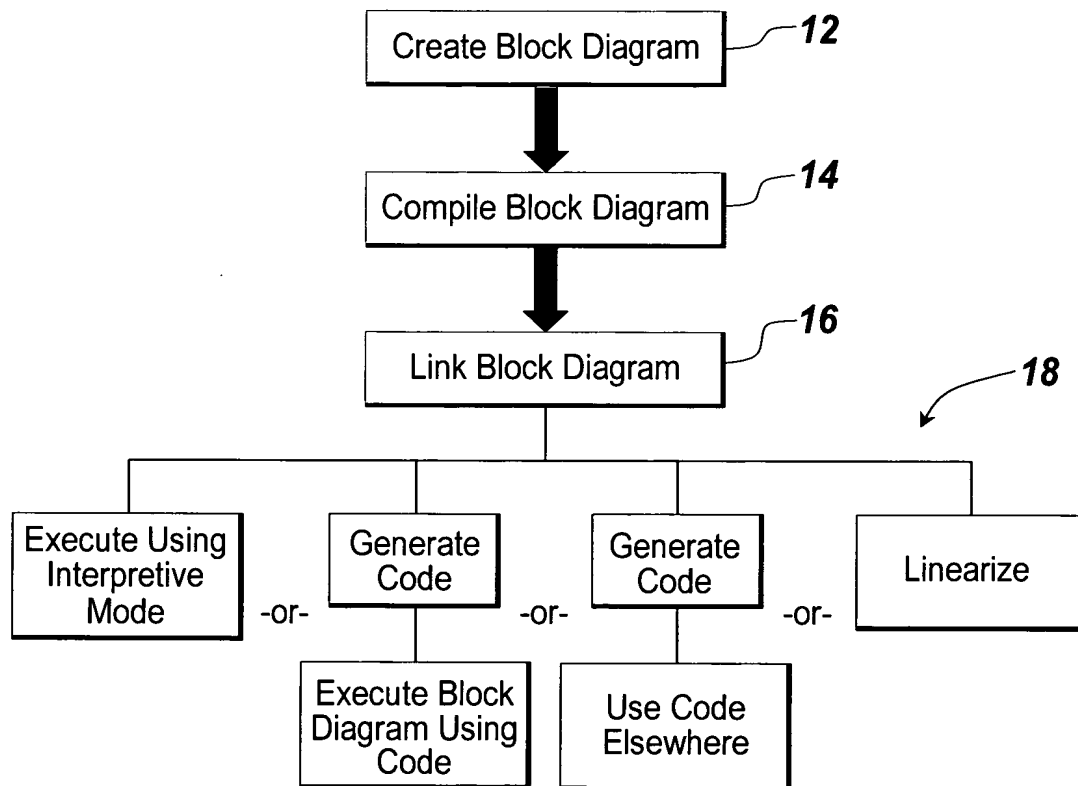 Create Block Diagram
12
Compile Block Diagram
14
Link Block Diagram
16
18
Execute Using
Interpretive
Mode
-or-
Generate
Code
-or-
Generate
Code
-or-
Linearize
Execute Block
Diagram Using
Code
Use Code
Elsewhere